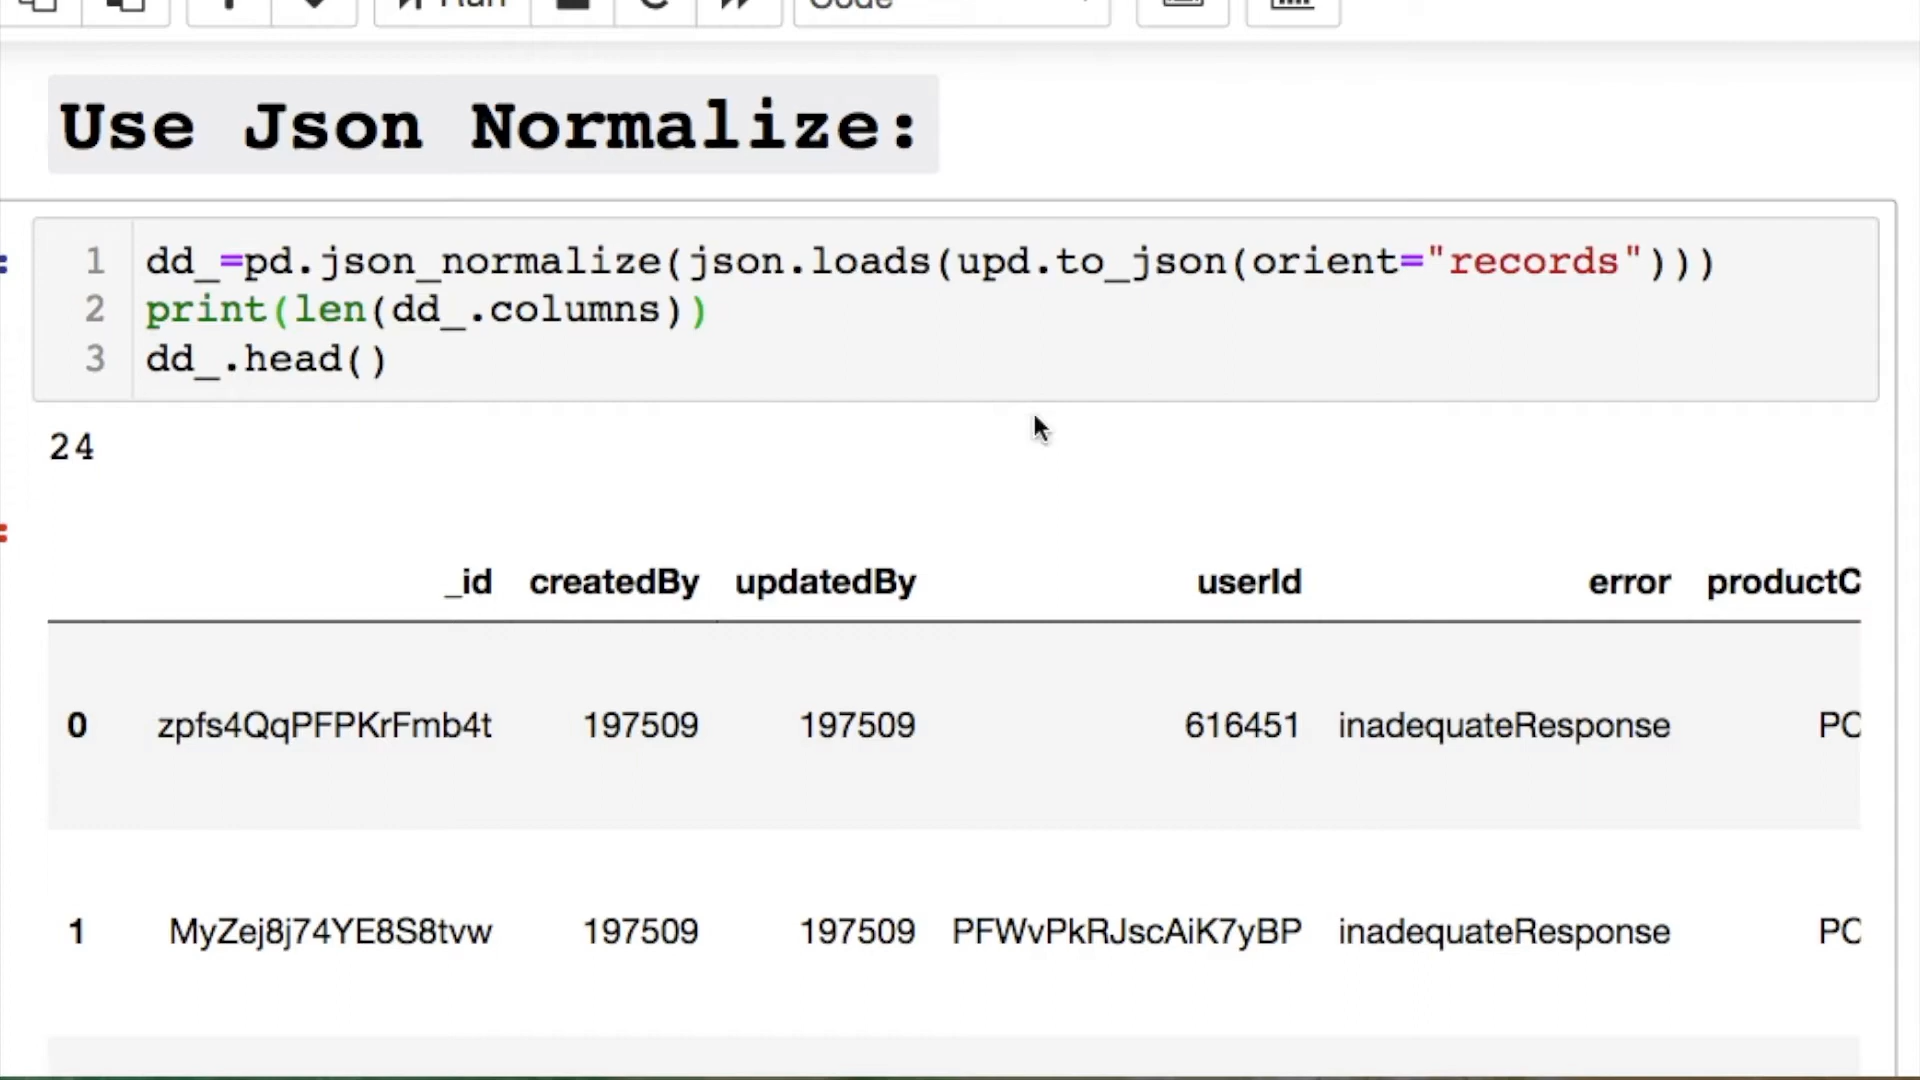 Run Code
Use Json Normalize:
1 dd_=pd.json_normalize(json.loads(upd.to_json(orient="records")))
2 print(len(dd_.columns))
3 dd_.head()
24
_id createdBy updatedBy userId error productC
0 zpfs4QqPFPKrFmb4t 197509 197509 616451 inadequateResponse PC
1 MyZej8j74YE8S8tvw 197509 197509 PFWvPkRJscAiK7yBP inadequateResponse PC